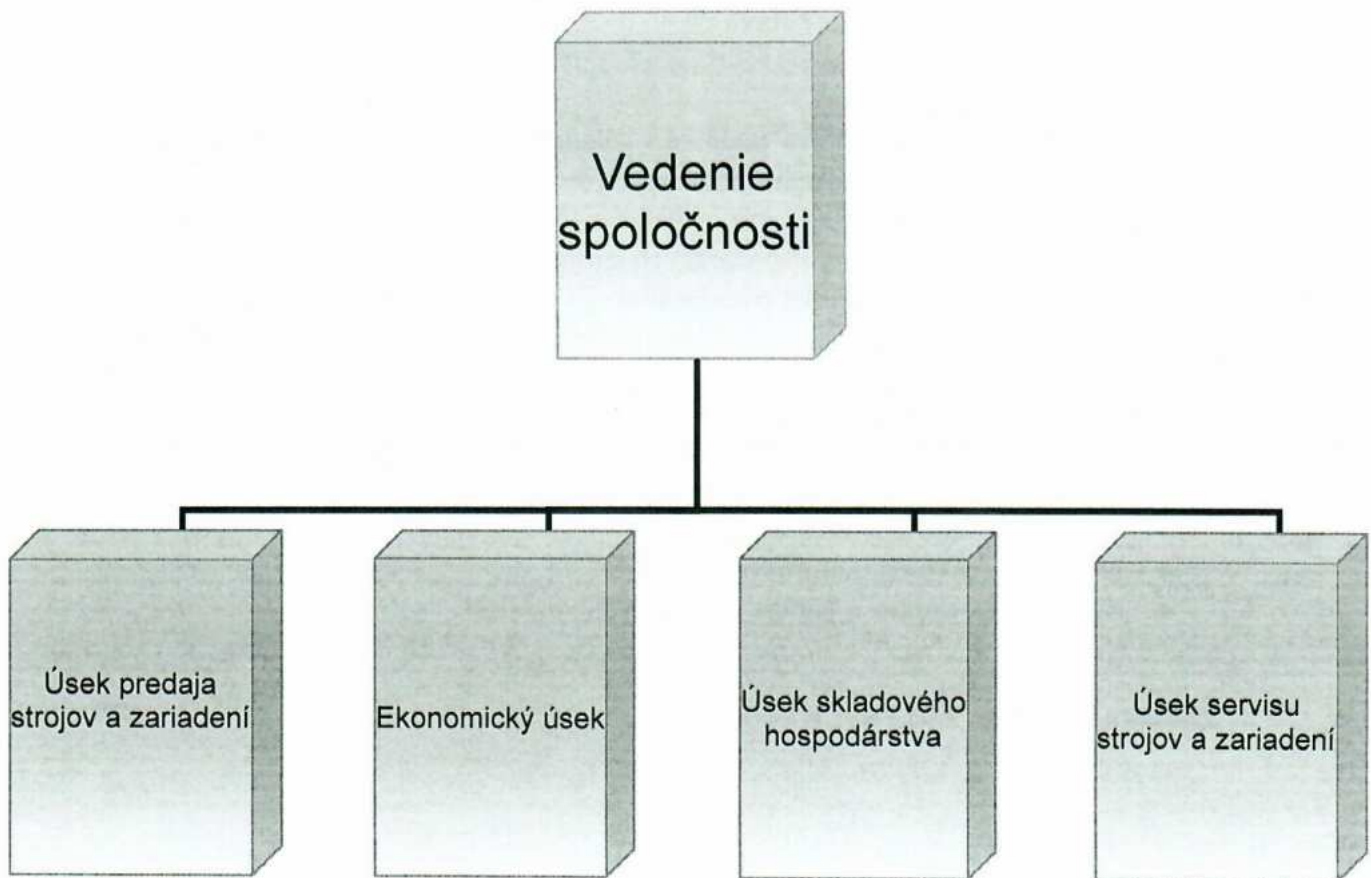 Vedenie
spoločnosti
Úsek predaja
strojov a zariadení
Ekonomický úsek
Úsek skladového
hospodárstva
Úsek servisu
strojov a zariadení